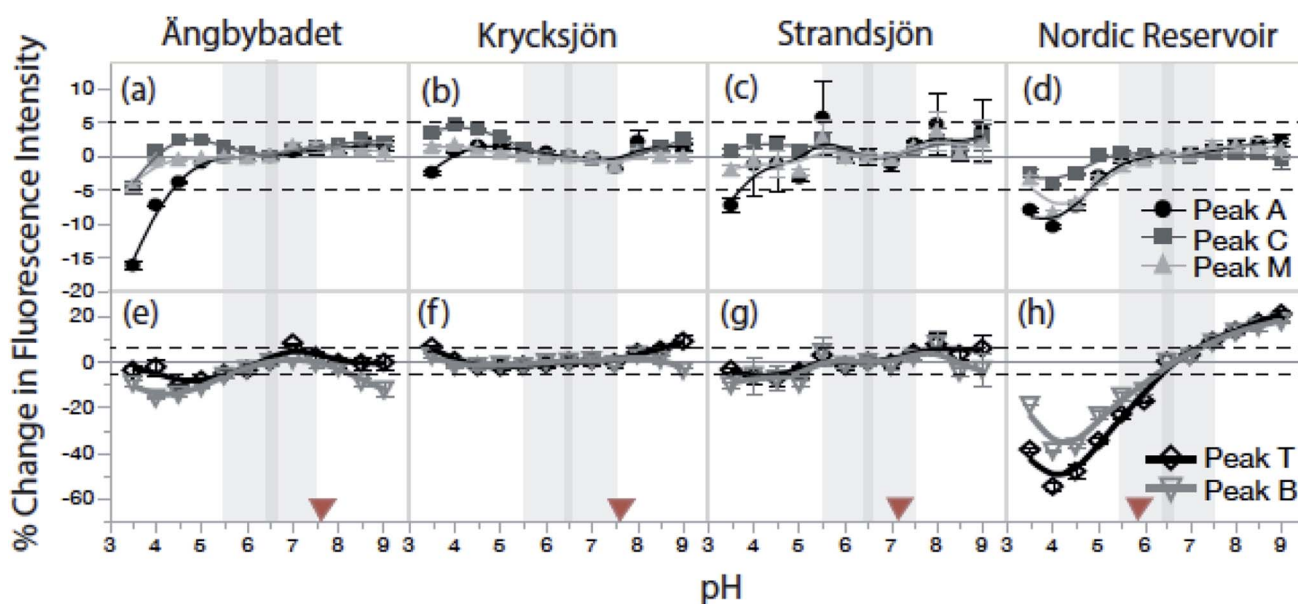 Ängbybadet Krycksjön Strandsjön Nordic Reservoir
% Change in Fluorescence Intensity
(a) (b) (c) (d)
10
5
0
-5
-10
-15
-20
Peak A
Peak C
Peak M
(e) (f) (g) (h)
20
0
-20
-40
-60
Peak T
Peak B
3 4 5 6 7 8 9 3 4 5 6 7 8 9 3 4 5 6 7 8 9 3 4 5 6 7 8 9
pH